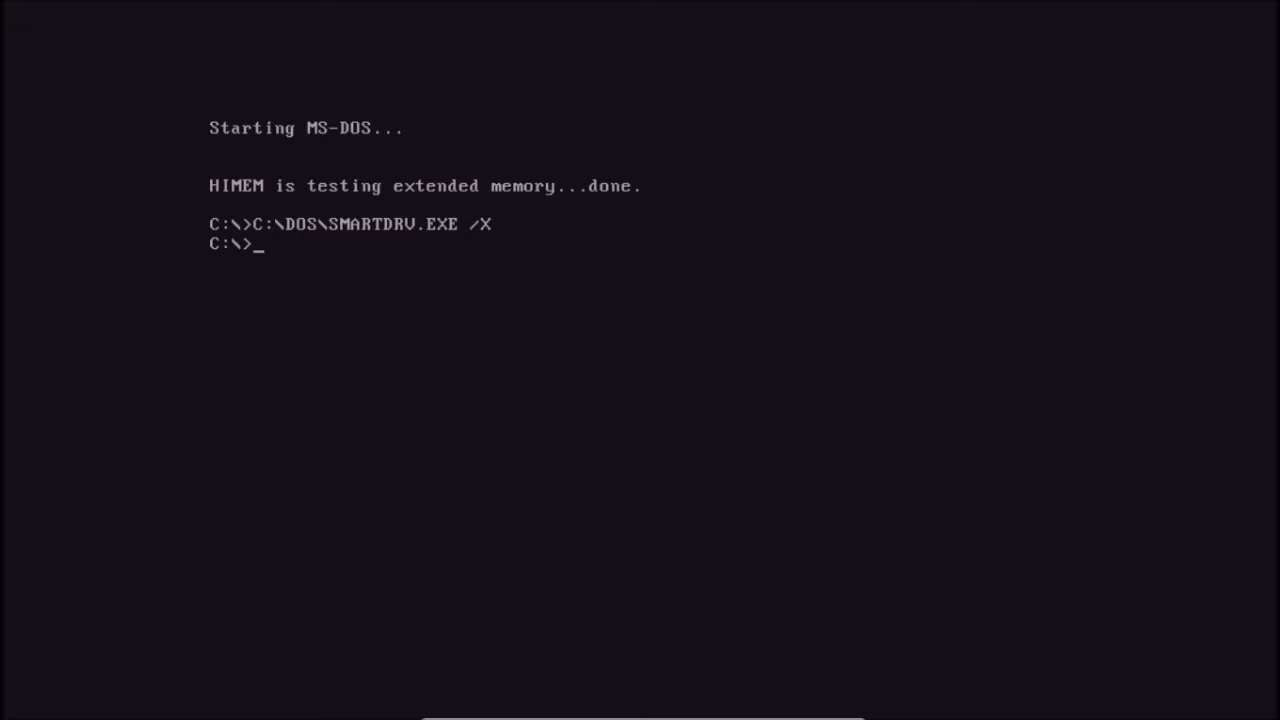 Starting MS-DOS...
HIMEM is testing extended memory...done.
C:\>C:\DOS\SMARTDRV.EXE /X
C:\>_